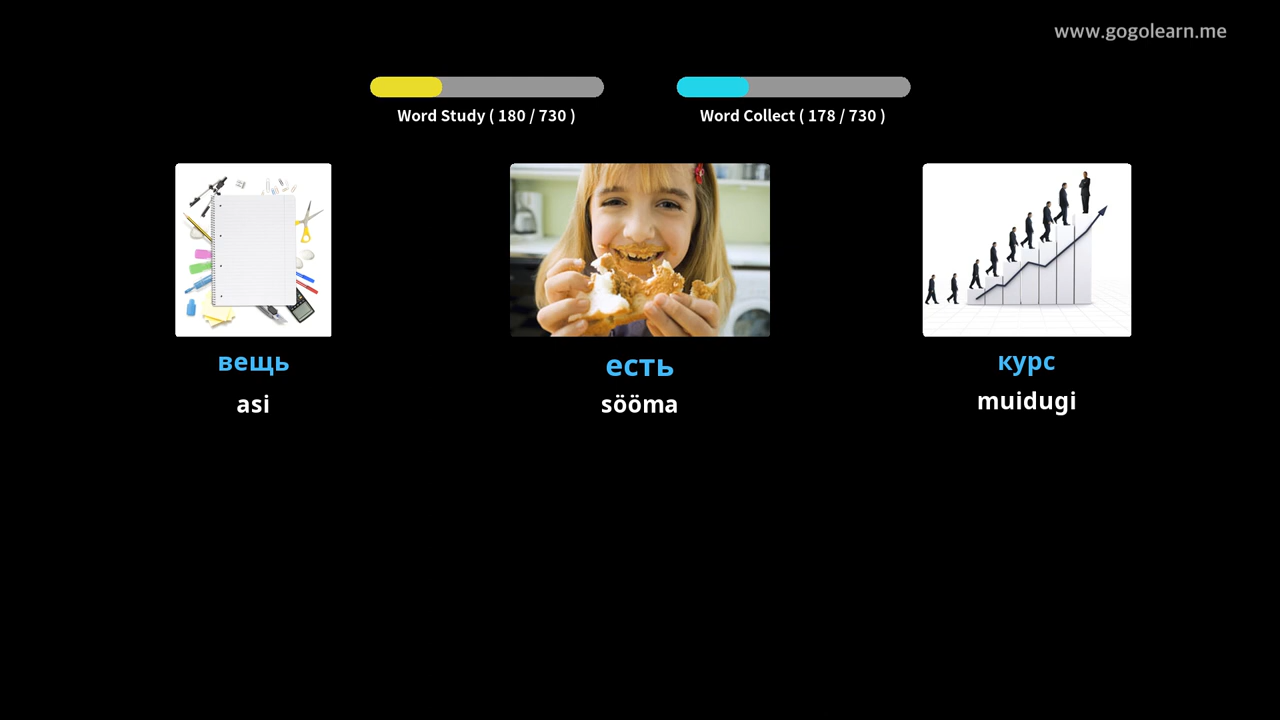 www.gogolearn.me
Word Study ( 180 / 730 )
Word Collect ( 178 / 730 )
вещь
asi
есть
sööma
курс
muidugi